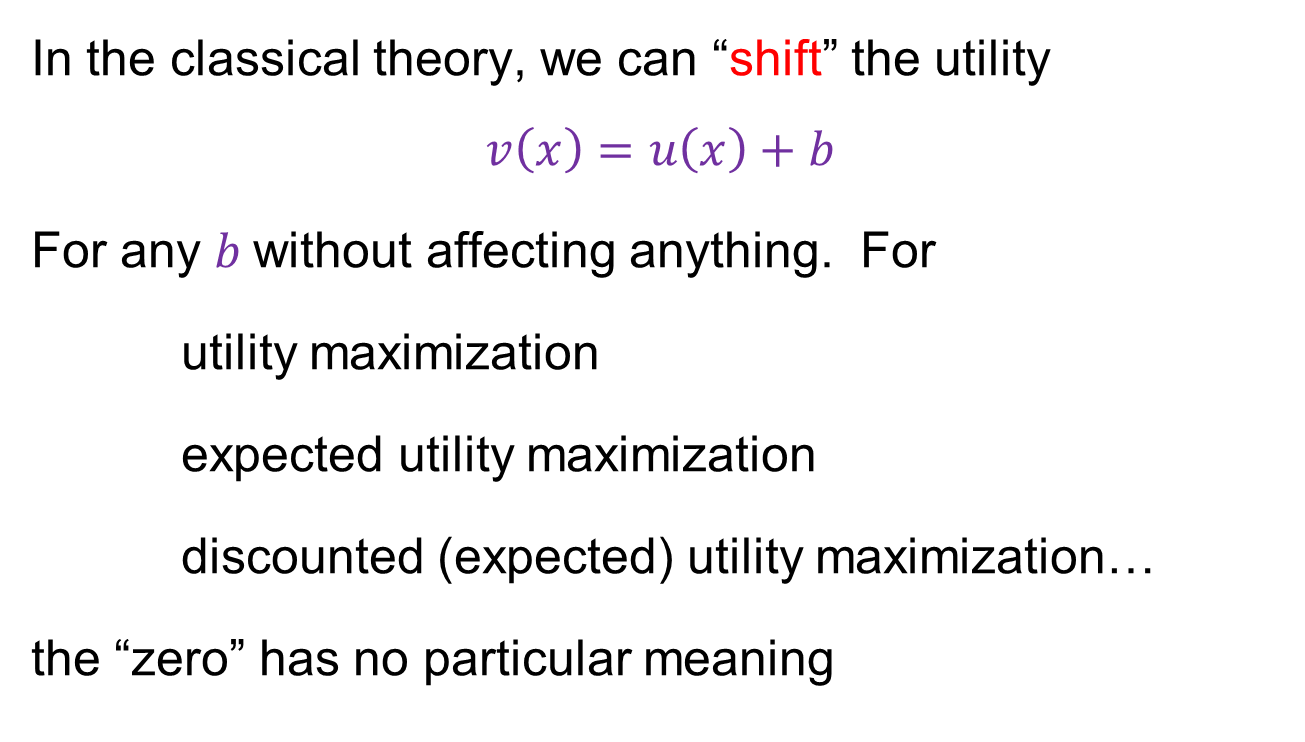 In the classical theory, we can “shift” the utility
v(x) = u(x) + b
For any b without affecting anything.  For
utility maximization
expected utility maximization
discounted (expected) utility maximization…
the “zero” has no particular meaning